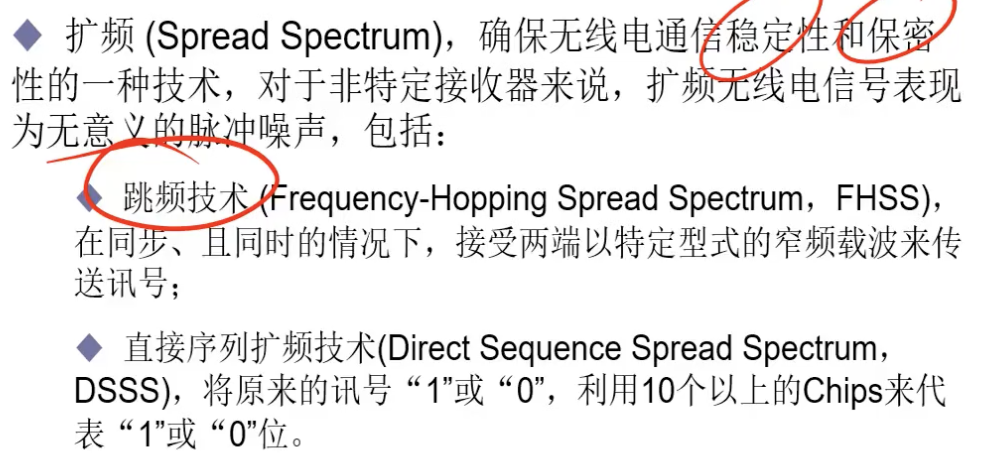 ◆ 扩频 (Spread Spectrum)，确保无线电通信稳定性和保密
性的一种技术，对于非特定接收器来说，扩频无线电信号表现
为无意义的脉冲噪声，包括：
◆ 跳频技术 (Frequency-Hopping Spread Spectrum，FHSS)，
在同步、且同时的情况下，接受两端以特定型式的窄频载波来传
送讯号；
◆ 直接序列扩频技术(Direct Sequence Spread Spectrum，
DSSS)，将原来的讯号“1”或“0”，利用10个以上的Chips来代
表“1”或“0”位。